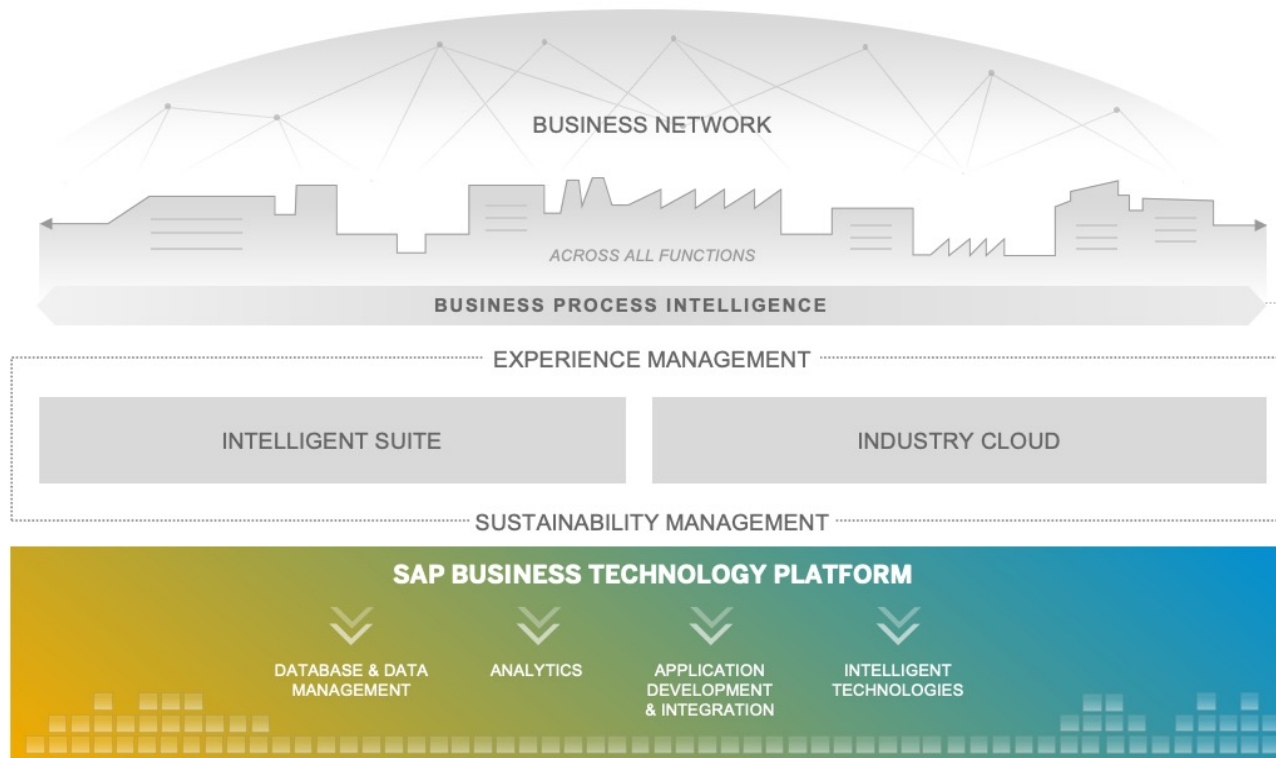 BUSINESS NETWORK
ACROSS ALL FUNCTIONS
BUSINESS PROCESS INTELLIGENCE
EXPERIENCE MANAGEMENT
INTELLIGENT SUITE
INDUSTRY CLOUD
SUSTAINABILITY MANAGEMENT
SAP BUSINESS TECHNOLOGY PLATFORM
DATABASE & DATA
MANAGEMENT
ANALYTICS
APPLICATION
DEVELOPMENT
& INTEGRATION
INTELLIGENT
TECHNOLOGIES